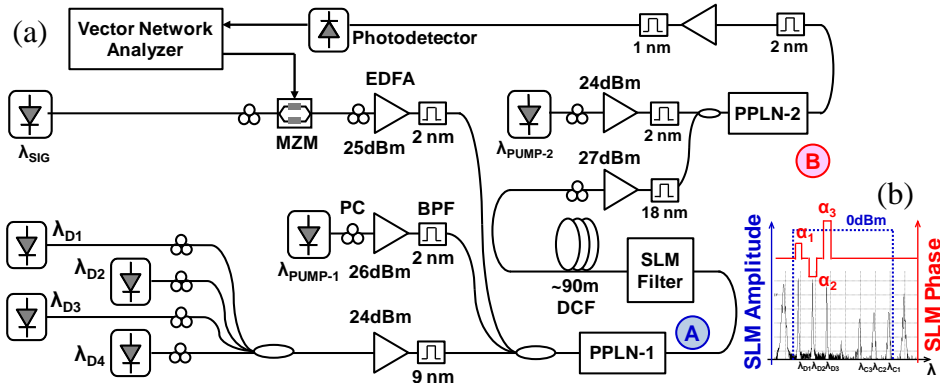 (a)
Vector Network
Analyzer
Photodetector
1 nm
2 nm
EDFA
λSIG
MZM
25dBm
2 nm
24dBm
λPUMP-2
2 nm
PPLN-2
B
27dBm
18 nm
PC
BPF
λPUMP-1
26dBm
2 nm
~90m
DCF
SLM
Filter
λD1
λD2
λD3
λD4
24dBm
9 nm
PPLN-1
A
(b)
SLM Amplitude
α1
α2
α3
0dBm
SLM Phase
λD1 λD2 λD3
λC3 λC2 λC1
λ